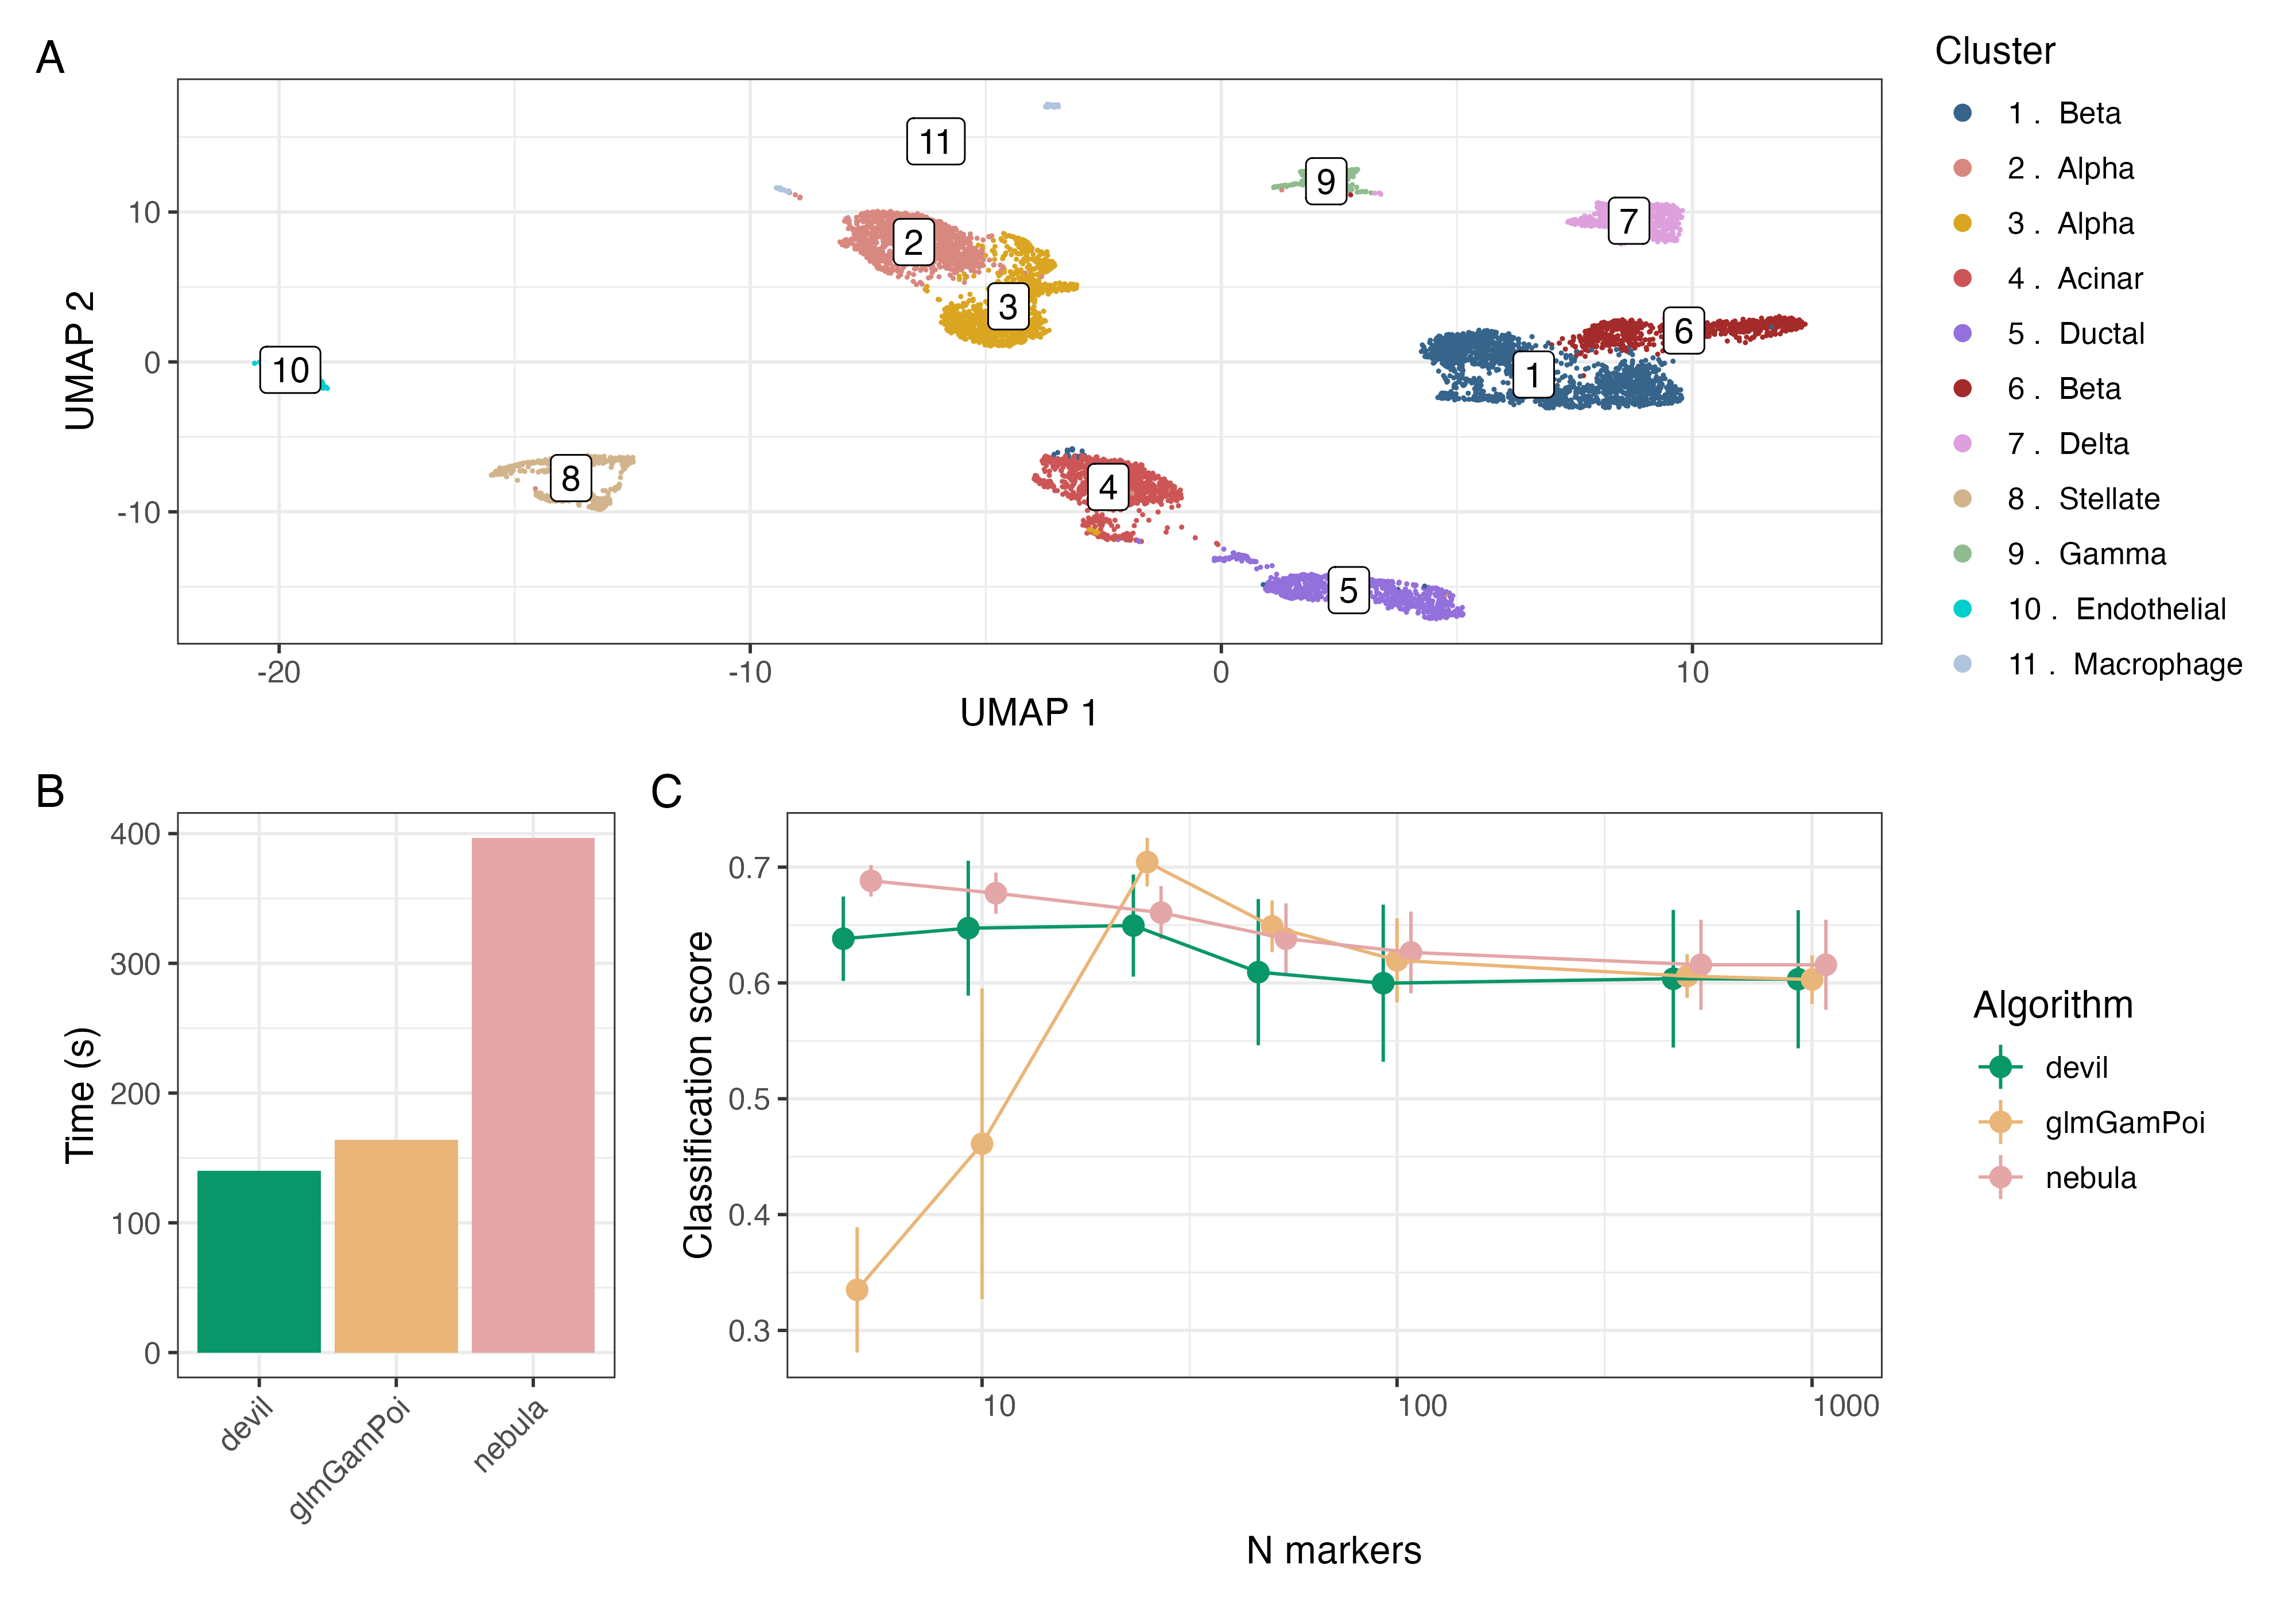 A
Cluster
1 . Beta
2 . Alpha
3 . Alpha
4 . Acinar
5 . Ductal
6 . Beta
7 . Delta
8 . Stellate
9 . Gamma
10 . Endothelial
11 . Macrophage
UMAP 2
10
0
-10
11
9
7
2
3
6
1
10
8
4
5
-20
-10
0
10
UMAP 1
B
Time (s)
400
300
200
100
0
devil
glmGamPoi
nebula
C
Classification score
0.7
0.6
0.5
0.4
0.3
10
100
1000
N markers
Algorithm
devil
glmGamPoi
nebula